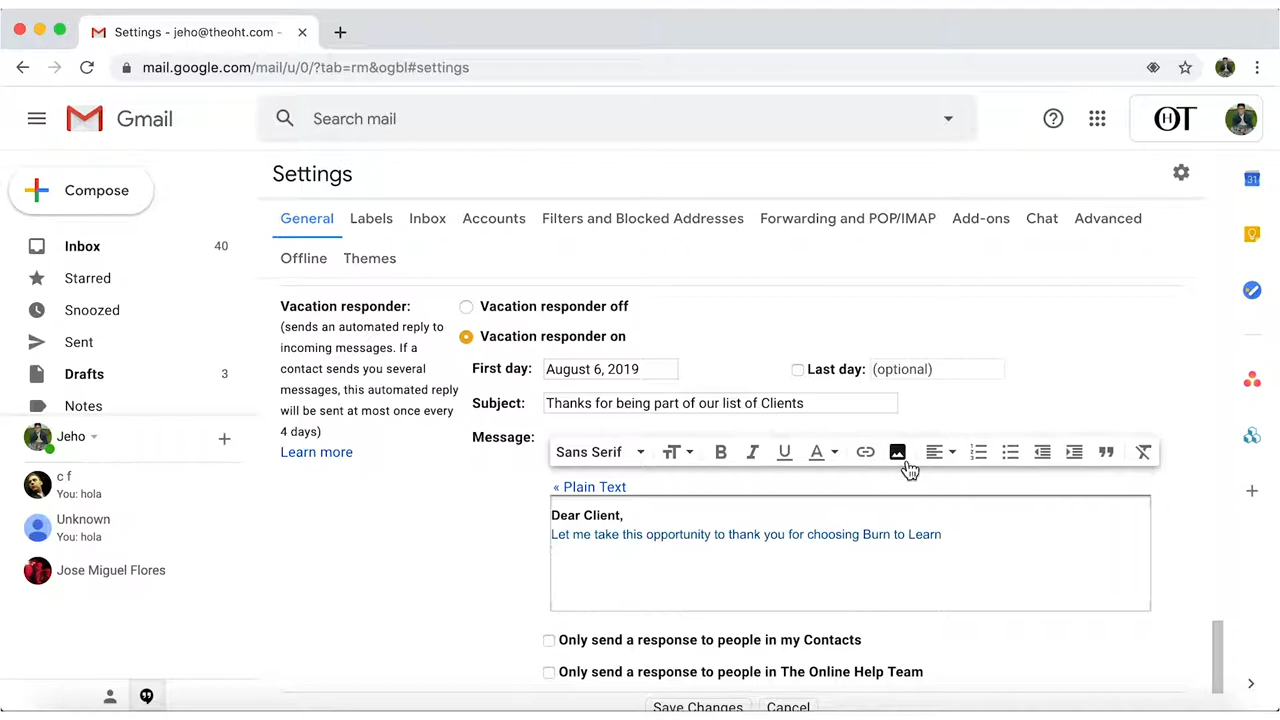 Settings - jeho@theoht.com -
mail.google.com/mail/u/0/?tab=rm&ogbl#settings
Gmail
Search mail
OHT
Compose
Inbox 40
Starred
Snoozed
Sent
Drafts 3
Notes
Jeho
c f
You: hola
Unknown
You: hola
Jose Miguel Flores
Settings
General Labels Inbox Accounts Filters and Blocked Addresses Forwarding and POP/IMAP Add-ons Chat Advanced
Offline Themes
Vacation responder:
(sends an automated reply to
incoming messages. If a
contact sends you several
messages, this automated reply
will be sent at most once every
4 days)
Learn more
Vacation responder off
Vacation responder on
First day: August 6, 2019 Last day: (optional)
Subject: Thanks for being part of our list of Clients
Message:
Sans Serif
« Plain Text
Dear Client,
Let me take this opportunity to thank you for choosing Burn to Learn
Only send a response to people in my Contacts
Only send a response to people in The Online Help Team
Save Changes Cancel
31